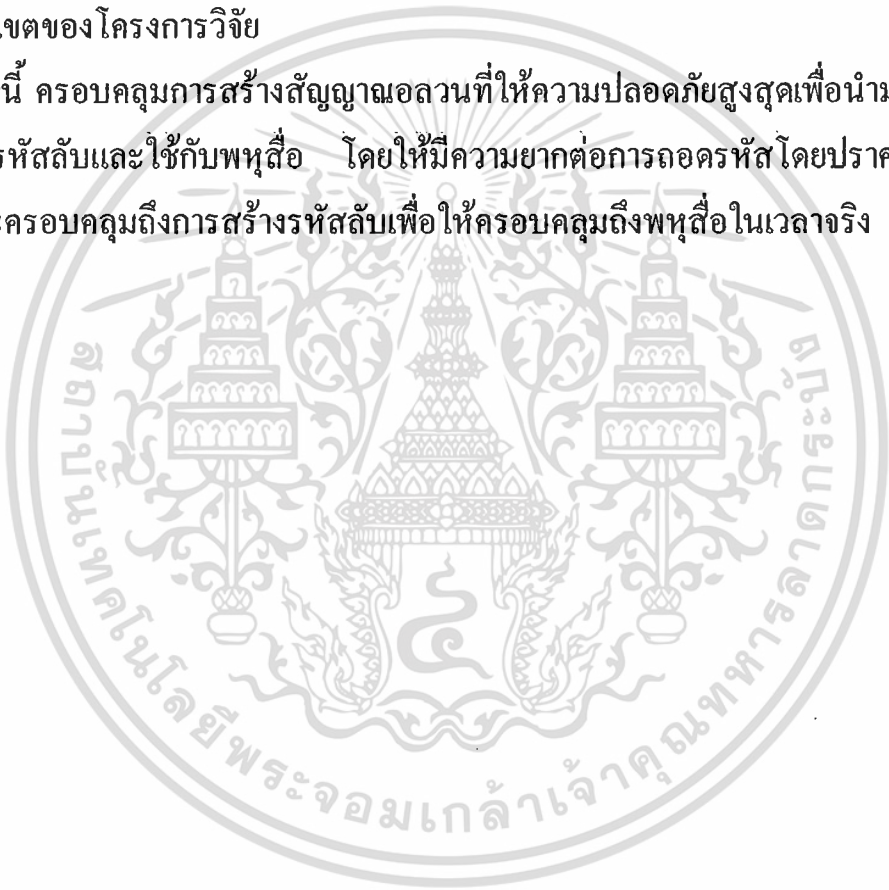 เขตของโครงการวิจัย
นี้ ครอบคลุมการสร้างสัญญาณอลวนที่ให้ความปลอดภัยสูงสุดเพื่อนำม
รหัสลับและใช้กับพหุสื่อ โดยให้มีความยากต่อการถอดรหัสโดยปราศ
ครอบคลุมถึงการสร้างรหัสลับเพื่อให้ครอบคลุมถึงพหุสื่อในเวลาจริง
สถาบันเทคโนโลยีพระจอมเกล้าเจ้าคุณทหารลาดกระบัง